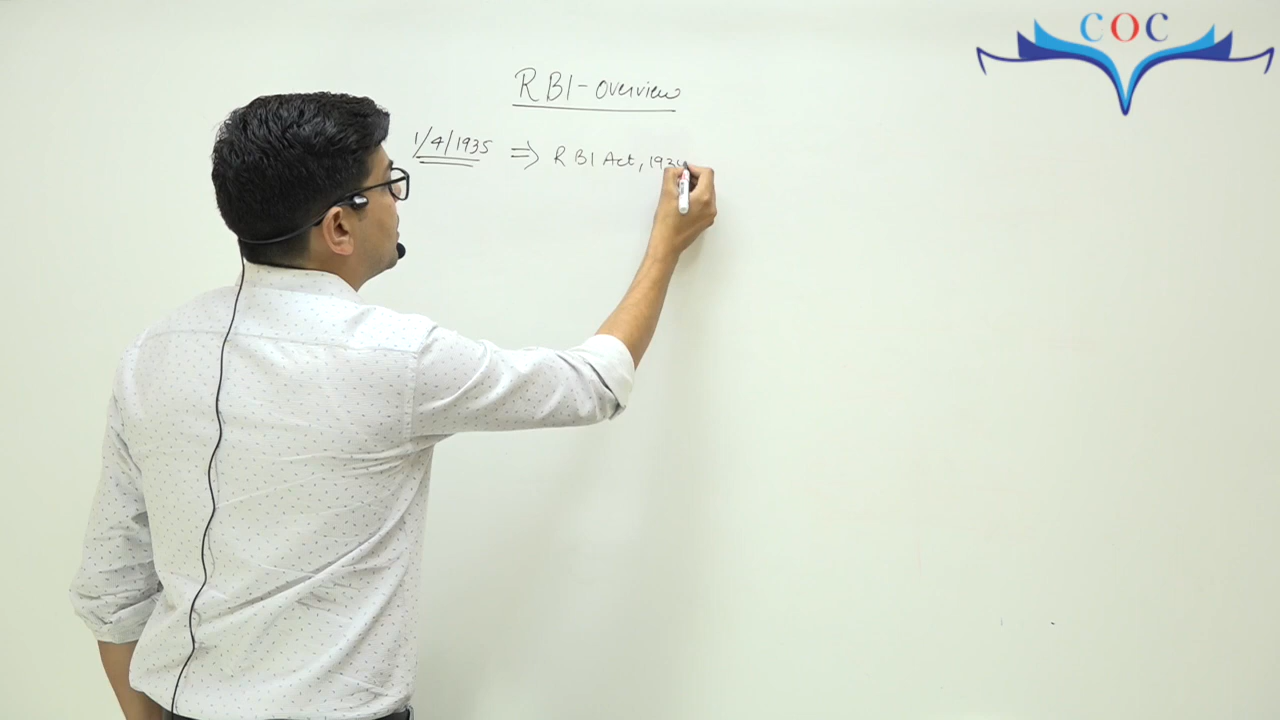 COC
RBI - Overview
1/4/1935 ⇒ RBI Act, 1934